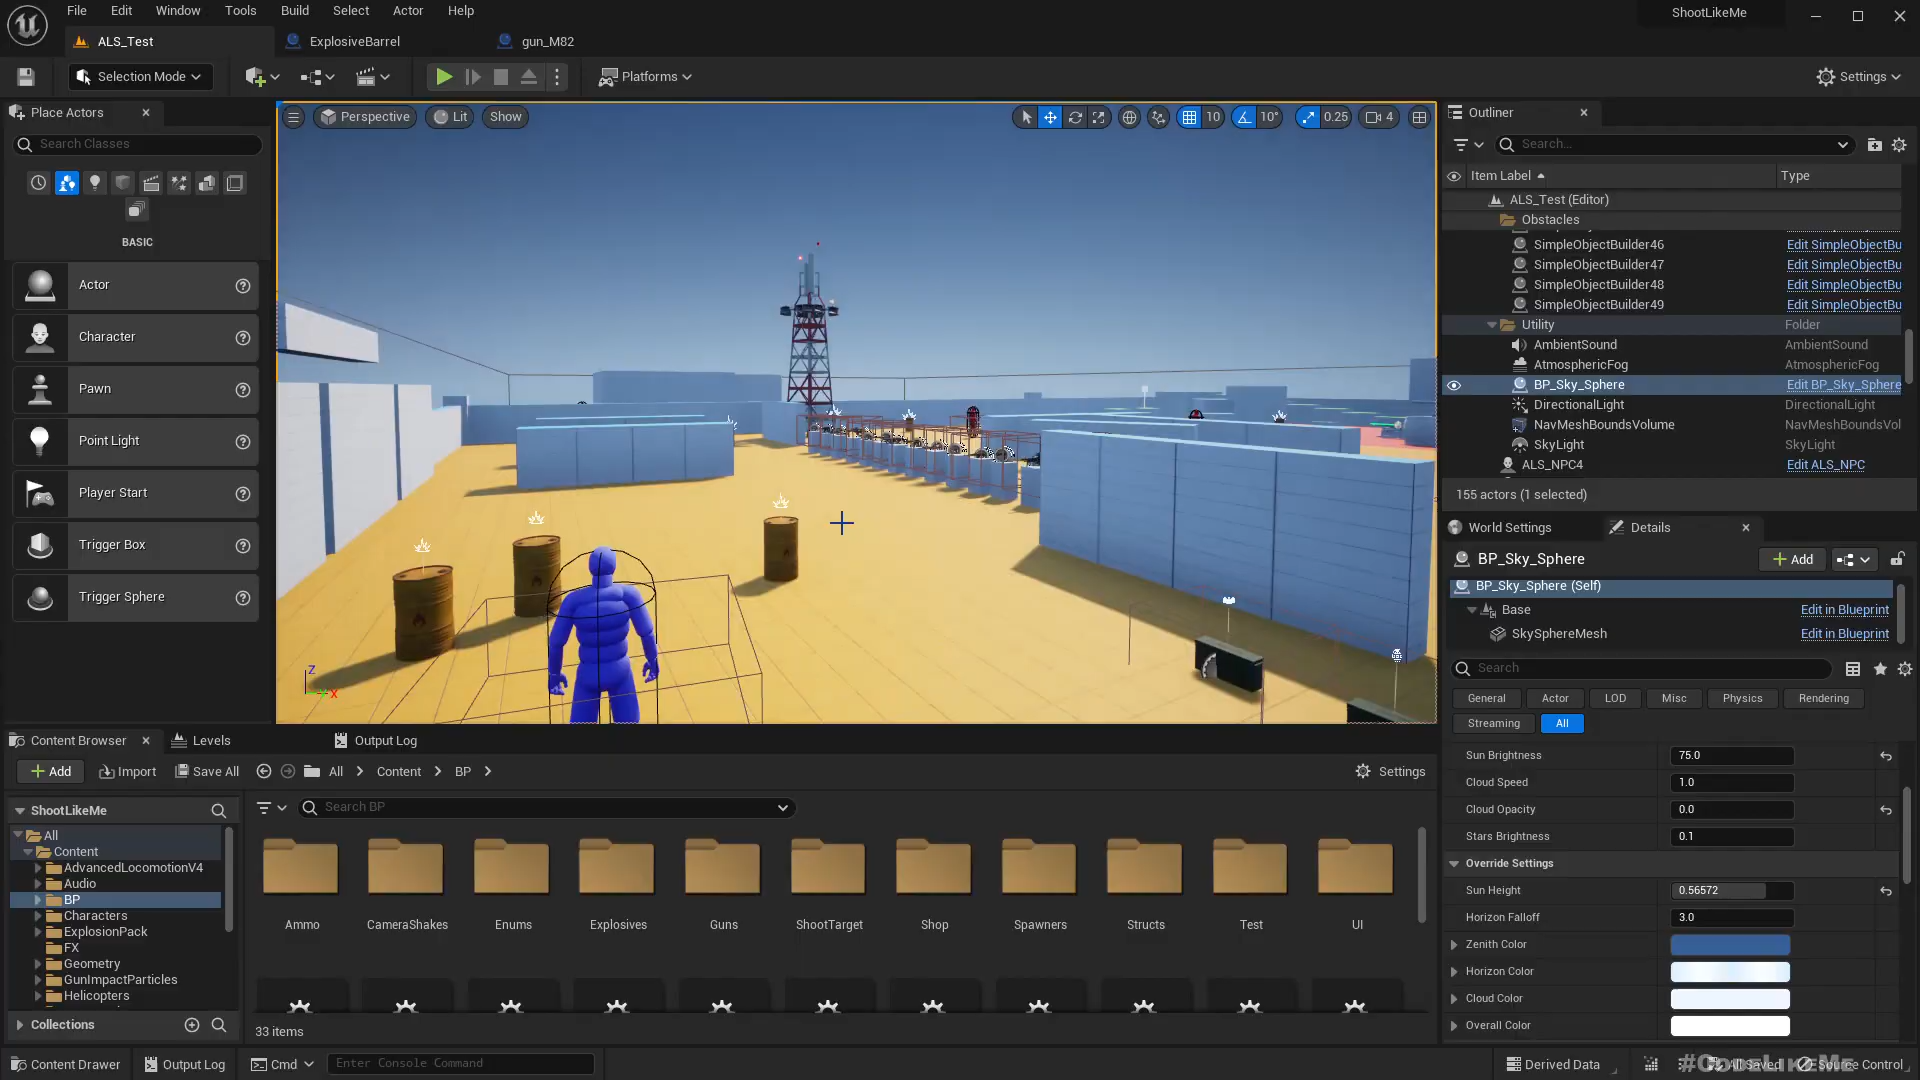 File Edit Window Tools Build Select Actor Help
ShootLikeMe
ALS_Test
ExplosiveBarrel
gun_M82
Selection Mode
Platforms
Settings
Place Actors
Search Classes
BASIC
Actor
Character
Pawn
Point Light
Player Start
Trigger Box
Trigger Sphere
Perspective
Lit
Show
10
10°
0.25
4
Z
X
Outliner
Search...
Item Label
Type
ALS_Test (Editor)
Obstacles
SimpleObjectBuilder46 Edit SimpleObjectBu
SimpleObjectBuilder47 Edit SimpleObjectBu
SimpleObjectBuilder48 Edit SimpleObjectBu
SimpleObjectBuilder49 Edit SimpleObjectBu
Utility Folder
AmbientSound AmbientSound
AtmosphericFog AtmosphericFog
BP_Sky_Sphere Edit BP_Sky_Sphere
DirectionalLight DirectionalLight
NavMeshBoundsVolume NavMeshBoundsVol
SkyLight SkyLight
ALS_NPC4 Edit ALS_NPC
155 actors (1 selected)
World Settings
Details
BP_Sky_Sphere
Add
BP_Sky_Sphere (Self)
Base Edit in Blueprint
SkySphereMesh Edit in Blueprint
Search
General Actor LOD Misc Physics Rendering
Streaming All
Sun Brightness 75.0
Cloud Speed 1.0
Cloud Opacity 0.0
Stars Brightness 0.1
Override Settings
Sun Height 0.56572
Horizon Falloff 3.0
Zenith Color
Horizon Color
Cloud Color
Overall Color
Content Browser
Levels
Output Log
Add Import Save All All Content BP
Settings
ShootLikeMe
Search BP
All
Content
AdvancedLocomotionV4
Audio
BP
Characters
ExplosionPack
FX
Geometry
GunImpactParticles
Helicopters
Collections
Ammo CameraShakes Enums Explosives Guns ShootTarget Shop Spawners Structs Test UI
33 items
Content Drawer
Output Log
Cmd
Enter Console Command
Derived Data
All Saved
Source Control
#CodeLikeMe